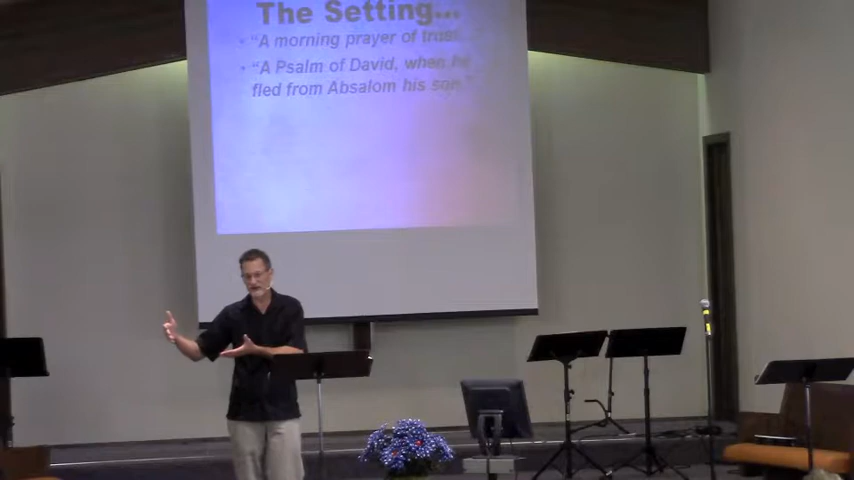 The Setting...
• "A morning prayer of trust...
• "A Psalm of David, when he
fled from Absalom his son."